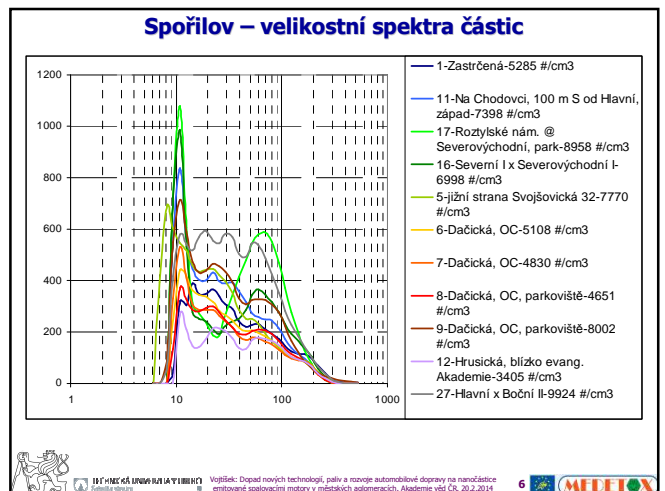 Spořilov – velikostní spektra částic
1200
1000
800
600
400
200
0
1
10
100
1000
1-Zastrčená-5285 #/cm3
11-Na Chodovci, 100 m S od Hlavní,
západ-7398 #/cm3
17-Roztylské nám. @
Severovýchodní, park-8958 #/cm3
16-Severní I x Severovýchodní I-
6998 #/cm3
5-jižní strana Svojšovická 32-7770
#/cm3
6-Dačická, OC-5108 #/cm3
7-Dačická, OC-4830 #/cm3
8-Dačická, OC, parkoviště-4651
#/cm3
9-Dačická, OC, parkoviště-8002
#/cm3
12-Hrusická, blízko evang.
Akademie-3405 #/cm3
27-Hlavní x Boční II-9924 #/cm3
Vojtíšek: Dopad nových technologií, paliv a rozvoje automobilové dopravy na nanočástice
emitované spalovacími motory v městských aglomeracích. Akademie věd ČR, 20.2.2014
6
MEDETOX